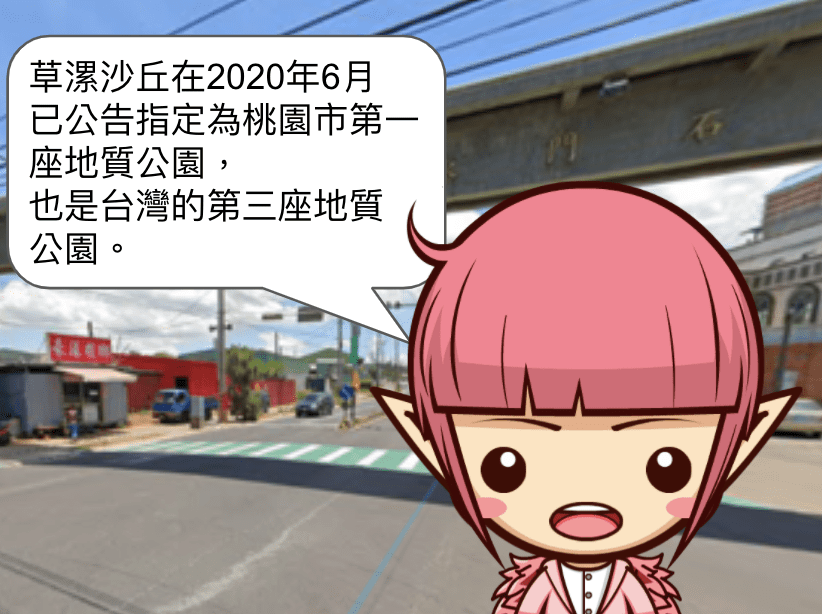 草漯沙丘在2020年6月
已公告指定為桃園市第一
座地質公園，
也是台灣的第三座地質
公園。
門 石